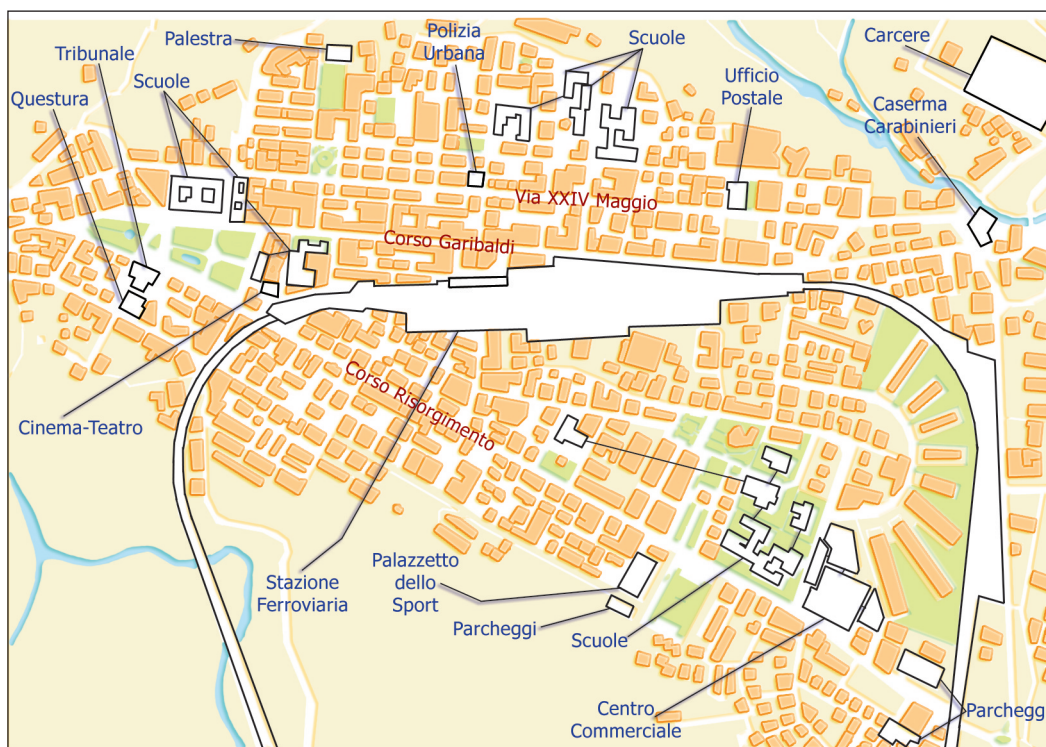 Palestra
Tribunale
Polizia
Urbana
Scuole
Carcere
Scuole
Ufficio
Postale
Questura
Caserma
Carabinieri
Via XXIV Maggio
Corso Garibaldi
Corso Risorgimento
Cinema-Teatro
Stazione
Ferroviaria
Palazzetto
dello
Sport
Parcheggi
Scuole
Centro
Commerciale
Parcheggi